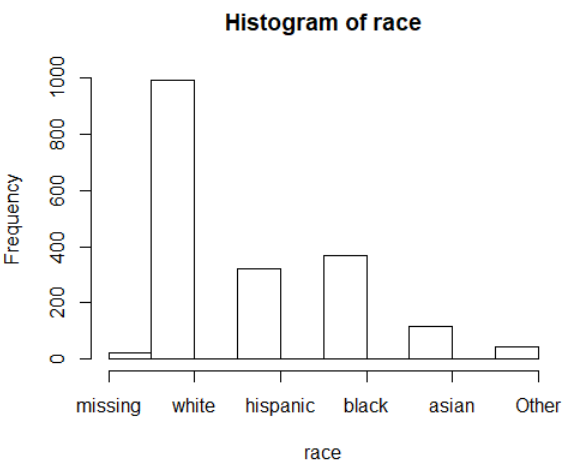 Histogram of race
Frequency
1000
800
600
400
200
0
missing white hispanic black asian Other
race